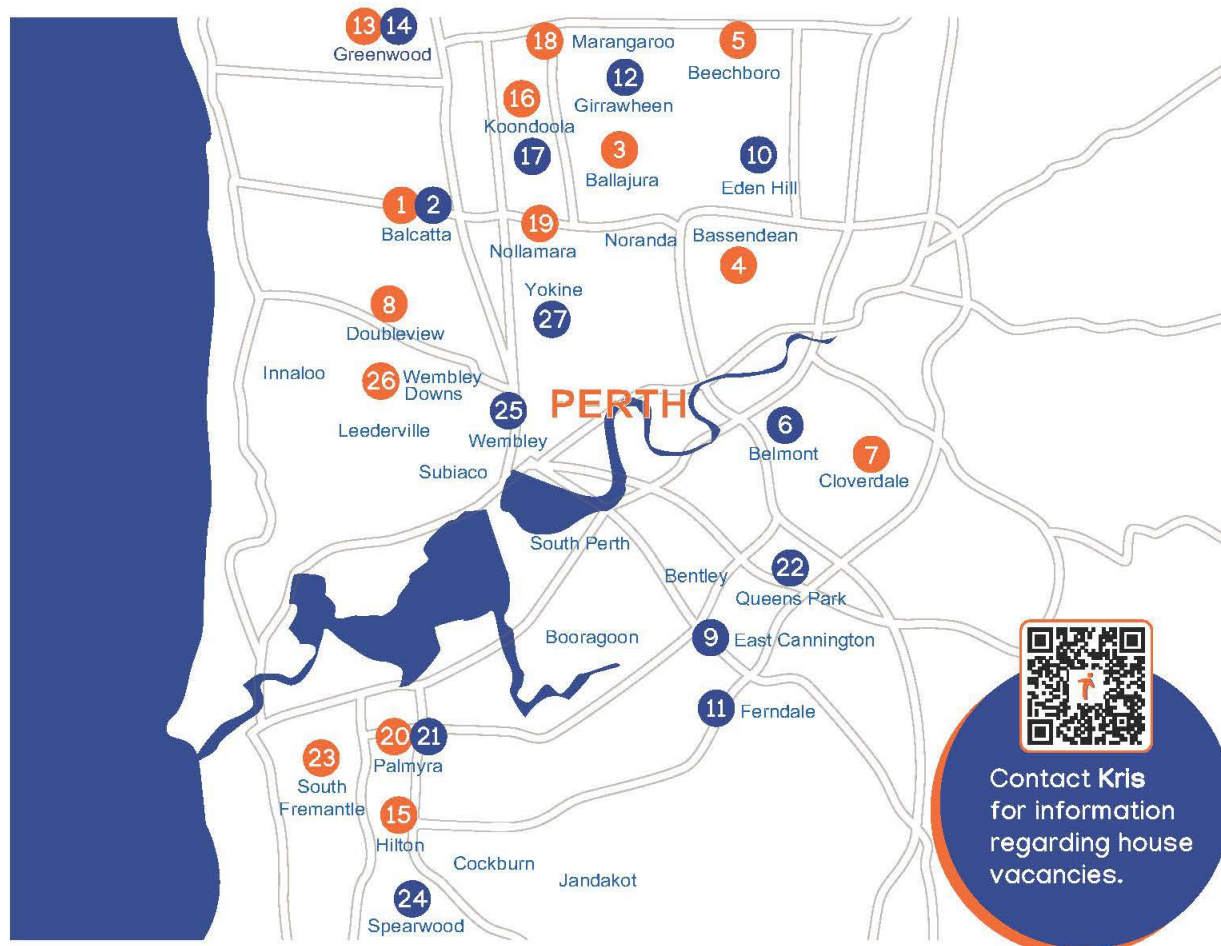 13 14
Greenwood
18 Marangaroo
5
Beechboro
12
Girrawheen
16
Koondoola
17
3
Ballajura
10
Eden Hill
1 2
Balcatta
19
Nollamara
Noranda
Bassendean
4
Yokine
27
8
Doubleview
Innaloo
26 Wembley
Downs
PERTH
25
Wembley
Leederville
Subiaco
6
Belmont
7
Cloverdale
South Perth
Bentley
22
Queens Park
Booragoon
9 East Cannington
11 Ferndale
20 21
Palmyra
23
South
Fremantle
15
Hilton
Cockburn
Jandakot
24
Spearwood
Contact Kris
for information
regarding house
vacancies.